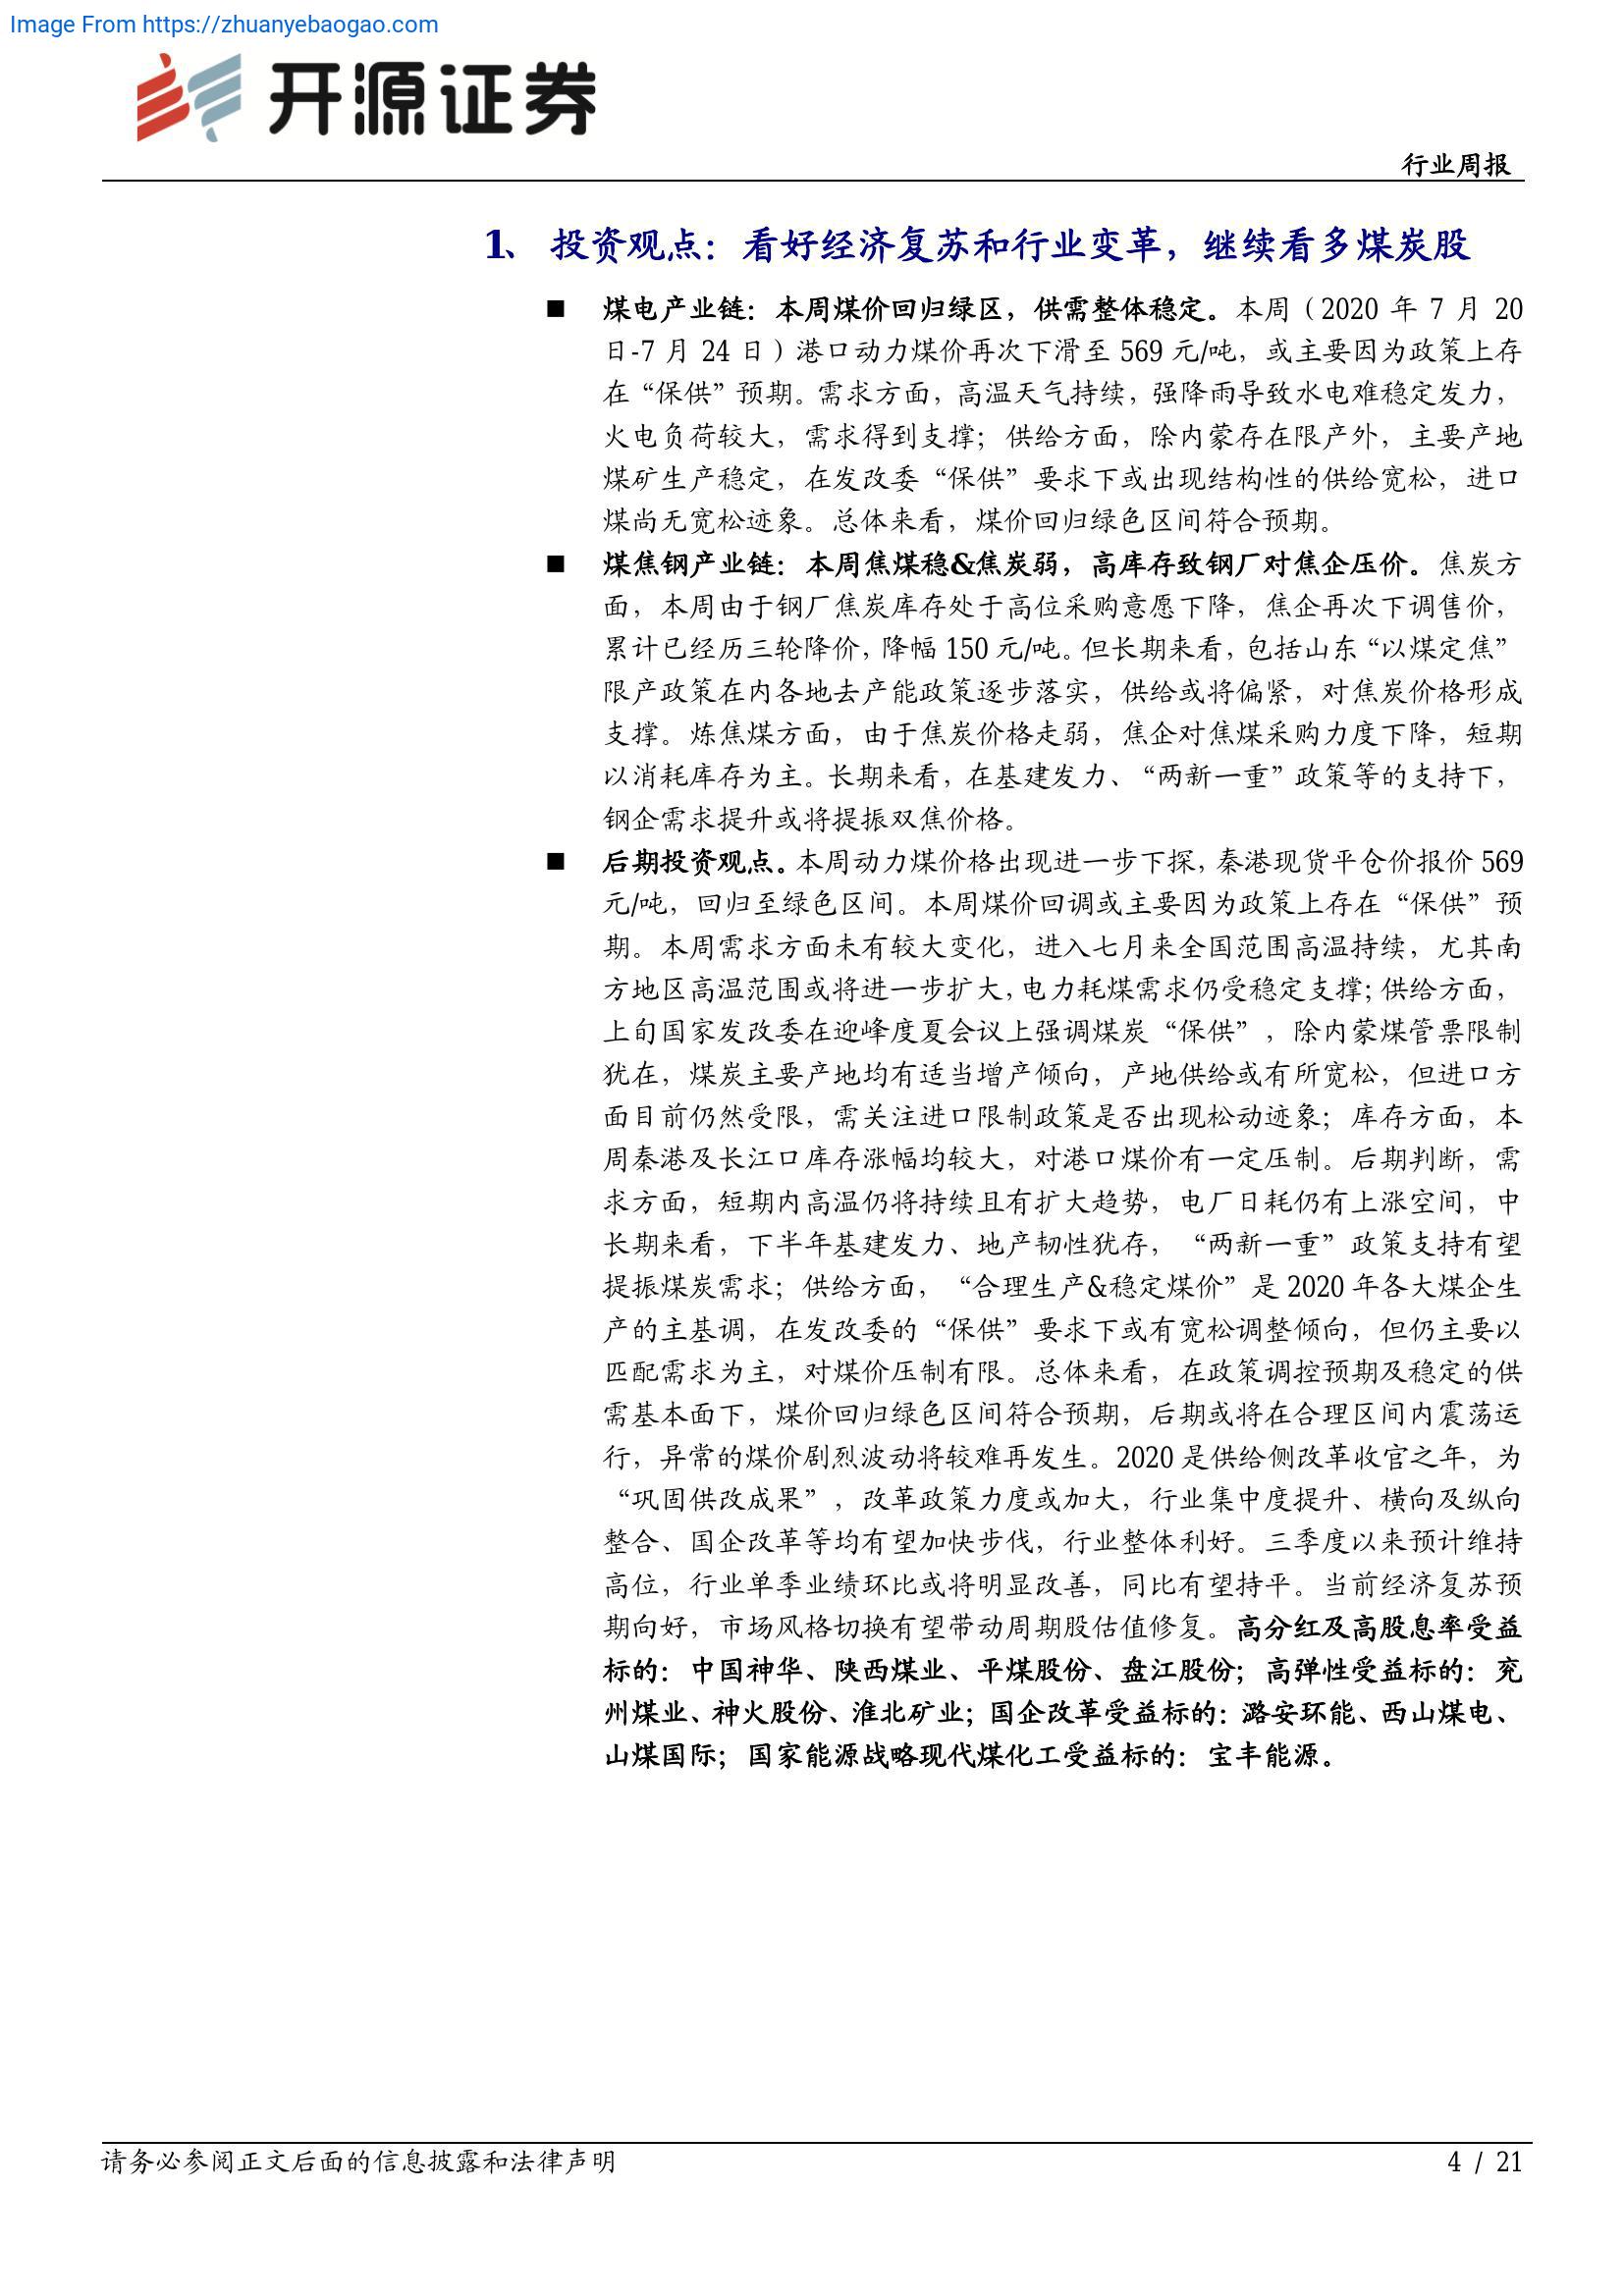 Image From https://zhuanyebaogao.com
开源证券
行业周报
1、 投资观点：看好经济复苏和行业变革，继续看多煤炭股
■ 煤电产业链：本周煤价回归绿区，供需整体稳定。本周（2020 年 7 月 20
日-7 月 24 日）港口动力煤价再次下滑至 569 元/吨，或主要因为政策上存
在“保供”预期。需求方面，高温天气持续，强降雨导致水电难稳定发力，
火电负荷较大，需求得到支撑；供给方面，除内蒙存在限产外，主要产地
煤矿生产稳定，在发改委“保供”要求下或出现结构性的供给宽松，进口
煤尚无宽松迹象。总体来看，煤价回归绿色区间符合预期。
■ 煤焦钢产业链：本周焦煤稳&焦炭弱，高库存致钢厂对焦企压价。焦炭方
面，本周由于钢厂焦炭库存处于高位采购意愿下降，焦企再次下调售价，
累计已经历三轮降价，降幅 150 元/吨。但长期来看，包括山东“以煤定焦”
限产政策在内各地去产能政策逐步落实，供给或将偏紧，对焦炭价格形成
支撑。炼焦煤方面，由于焦炭价格走弱，焦企对焦煤采购力度下降，短期
以消耗库存为主。长期来看，在基建发力、“两新一重”政策等的支持下，
钢企需求提升或将提振双焦价格。
■ 后期投资观点。本周动力煤价格出现进一步下探，秦港现货平仓价报价 569
元/吨，回归至绿色区间。本周煤价回调或主要因为政策上存在“保供”预
期。本周需求方面未有较大变化，进入七月来全国范围高温持续，尤其南
方地区高温范围或将进一步扩大，电力耗煤需求仍受稳定支撑；供给方面，
上旬国家发改委在迎峰度夏会议上强调煤炭“保供”，除内蒙煤管票限制
犹在，煤炭主要产地均有适当增产倾向，产地供给或有所宽松，但进口方
面目前仍然受限，需关注进口限制政策是否出现松动迹象；库存方面，本
周秦港及长江口库存涨幅均较大，对港口煤价有一定压制。后期判断，需
求方面，短期内高温仍将持续且有扩大趋势，电厂日耗仍有上涨空间，中
长期来看，下半年基建发力、地产韧性犹存，“两新一重”政策支持有望
提振煤炭需求；供给方面，“合理生产&稳定煤价”是 2020 年各大煤企生
产的主基调，在发改委的“保供”要求下或有宽松调整倾向，但仍主要以
匹配需求为主，对煤价压制有限。总体来看，在政策调控预期及稳定的供
需基本面下，煤价回归绿色区间符合预期，后期或将在合理区间内震荡运
行，异常的煤价剧烈波动将较难再发生。2020 是供给侧改革收官之年，为
“巩固供改成果”，改革政策力度或加大，行业集中度提升、横向及纵向
整合、国企改革等均有望加快步伐，行业整体利好。三季度以来预计维持
高位，行业单季业绩环比或将明显改善，同比有望持平。当前经济复苏预
期向好，市场风格切换有望带动周期股估值修复。高分红及高股息率受益
标的：中国神华、陕西煤业、平煤股份、盘江股份；高弹性受益标的：兖
州煤业、神火股份、淮北矿业；国企改革受益标的：潞安环能、西山煤电、
山煤国际；国家能源战略现代煤化工受益标的：宝丰能源。
请务必参阅正文后面的信息披露和法律声明
4 / 21